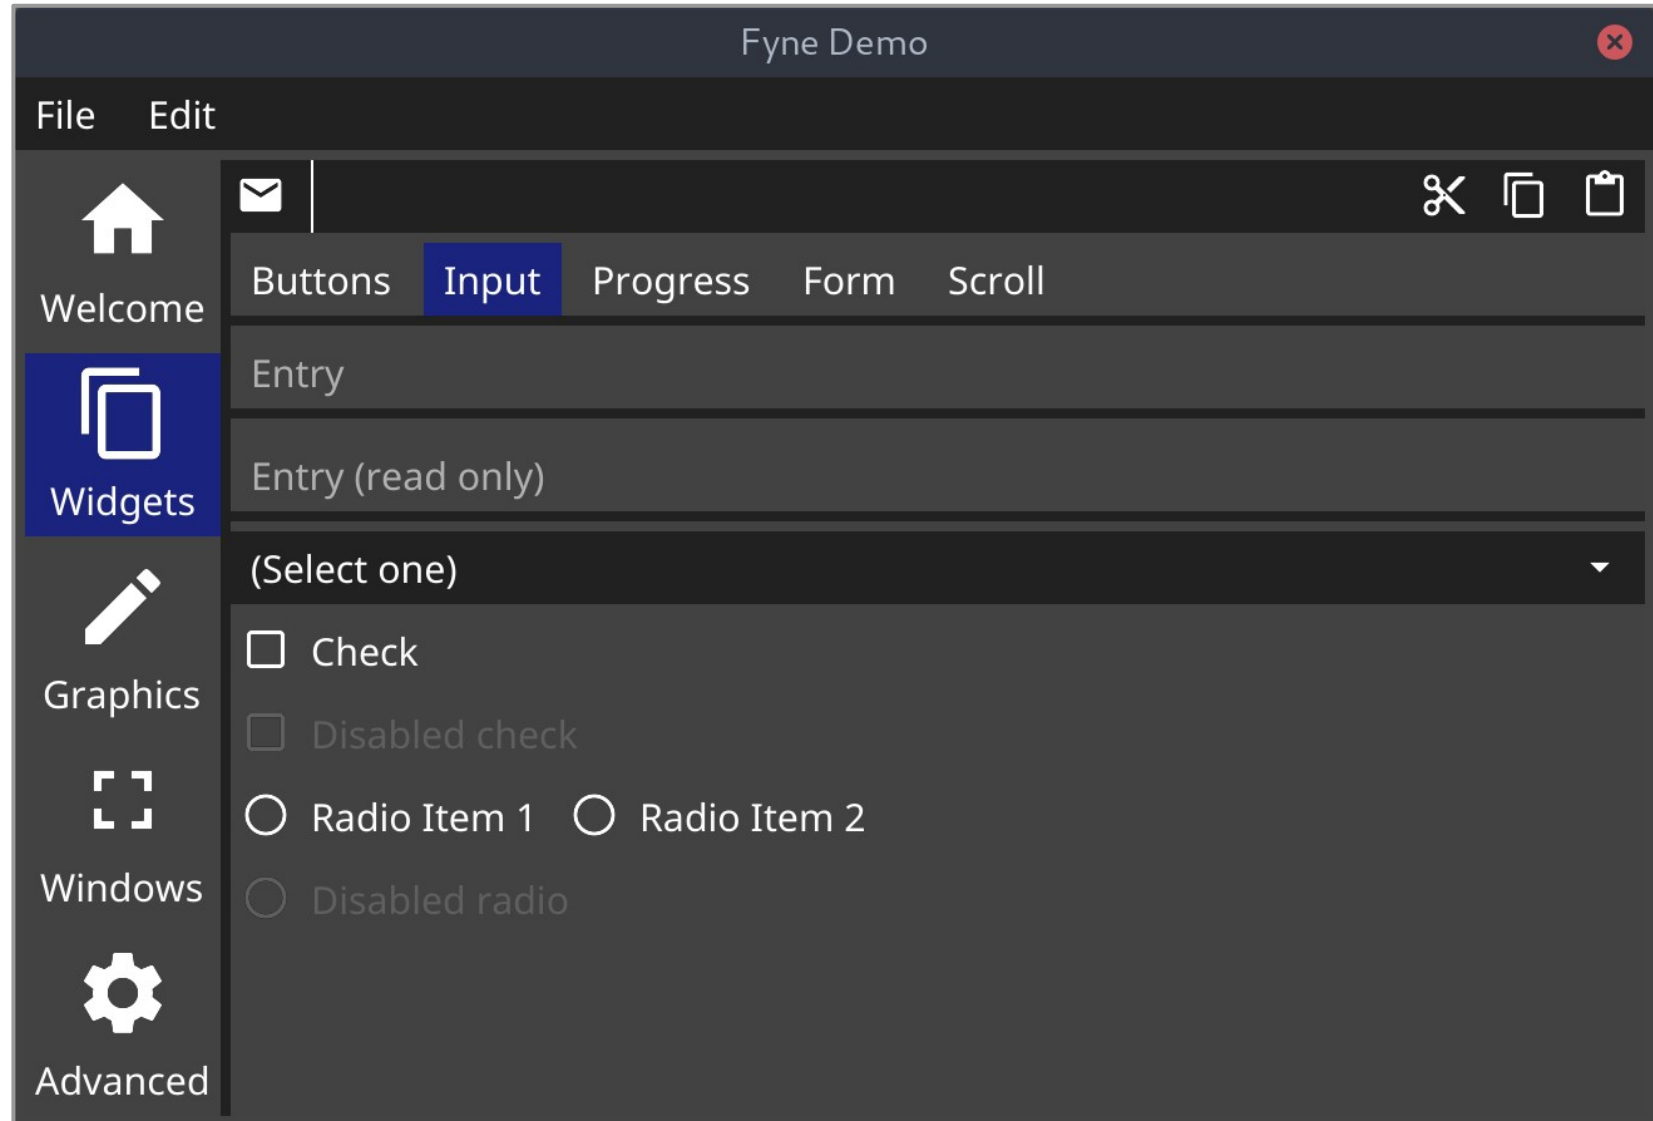 Fyne Demo
File Edit
Welcome
Widgets
Graphics
Windows
Advanced
Buttons Input Progress Form Scroll
Entry
Entry (read only)
(Select one)
Check
Disabled check
Radio Item 1 Radio Item 2
Disabled radio